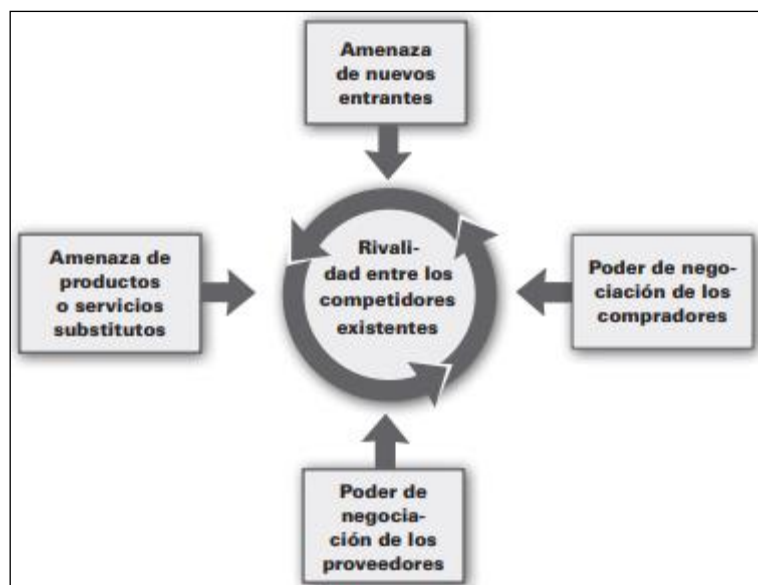 Amenaza
de nuevos
entrantes
Amenaza de
productos
o servicios
substitutos
Rivali-
dad entre los
competidores
existentes
Poder de nego-
ciación de los
compradores
Poder de
negocia-
ción de los
proveedores